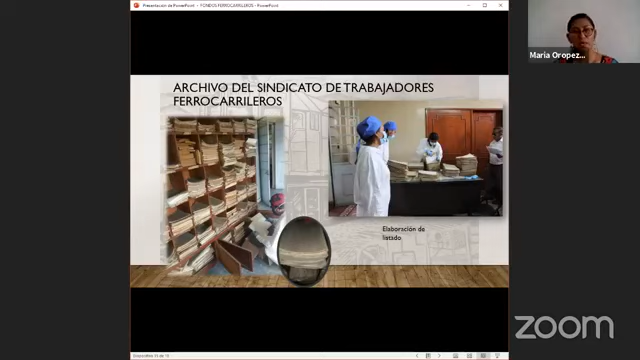 Presentación de PowerPoint - FONDOS FERROCARRILEROS - PowerPoint
Maria Oropez...
ARCHIVO DEL SINDICATO DE TRABAJADORES
FERROCARRILEROS
Elaboración de
listado
zoom